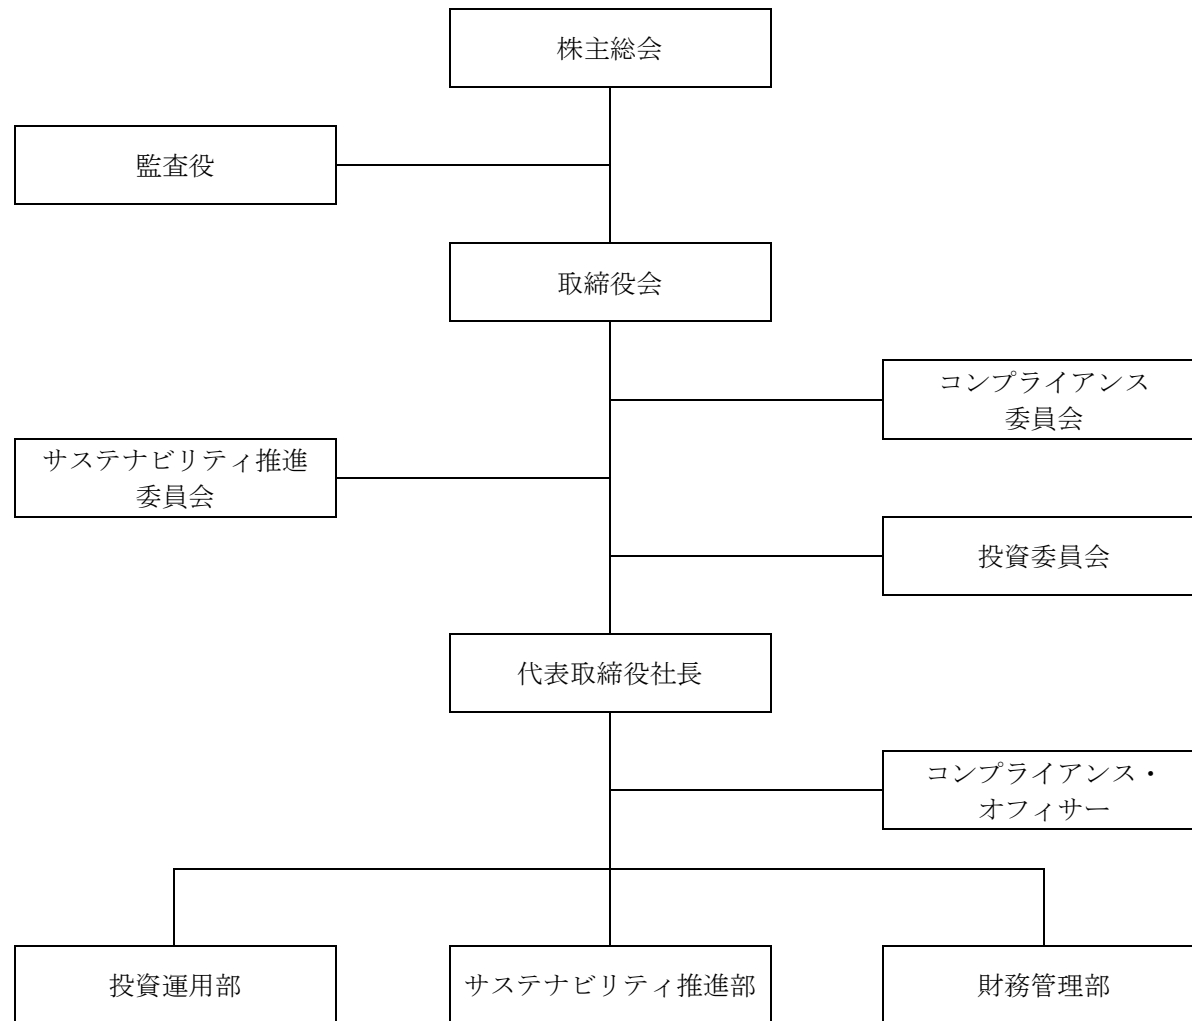 株主総会
監査役
取締役会
コンプライアンス
委員会
サステナビリティ推進
委員会
投資委員会
代表取締役社長
コンプライアンス・
オフィサー
投資運用部
サステナビリティ推進部
財務管理部